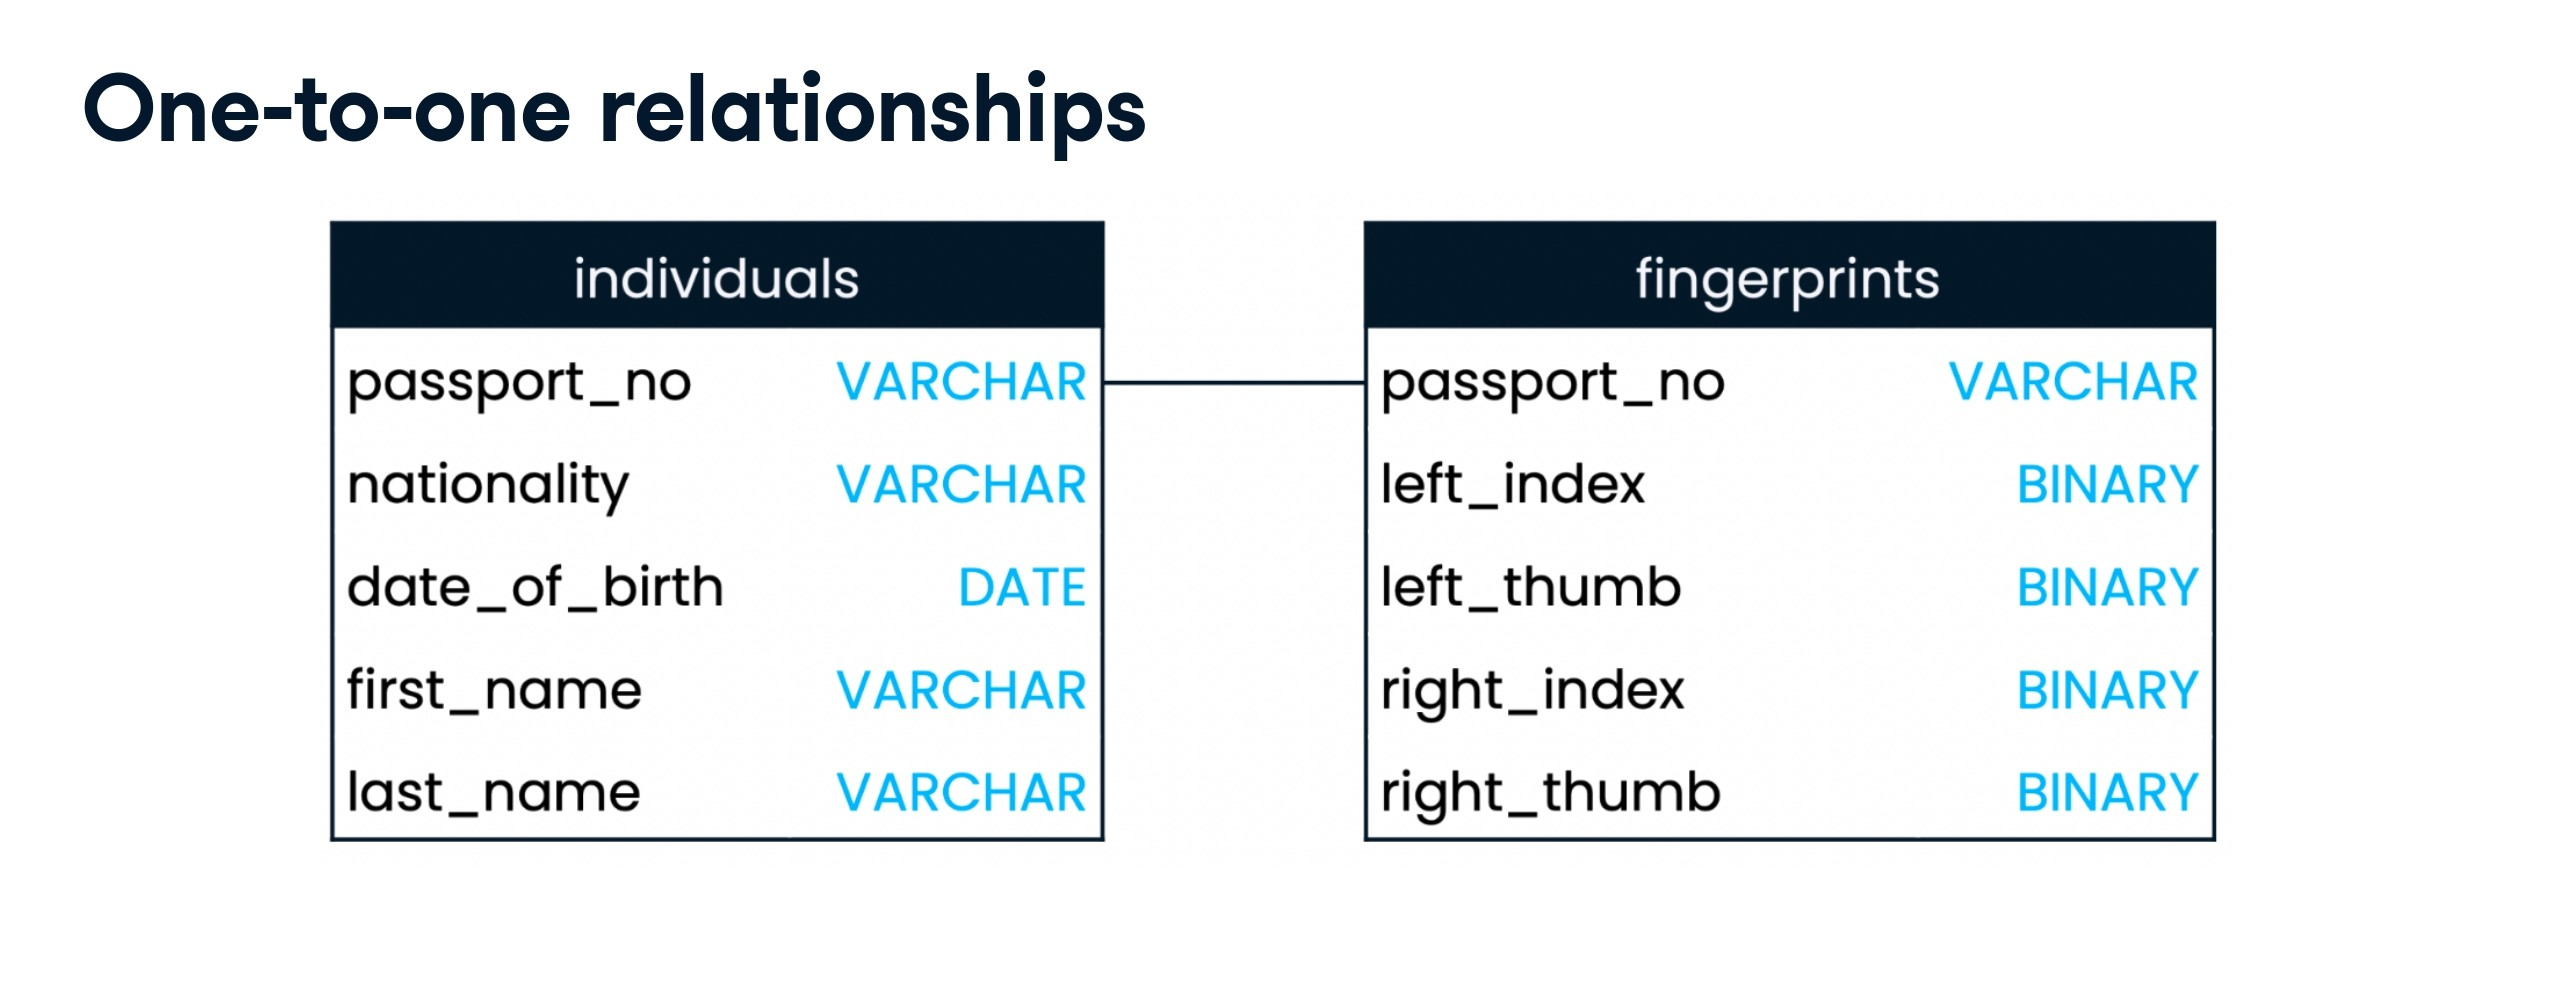 One-to-one relationships
individuals
passport_no VARCHAR
nationality VARCHAR
date_of_birth DATE
first_name VARCHAR
last_name VARCHAR
fingerprints
passport_no VARCHAR
left_index BINARY
left_thumb BINARY
right_index BINARY
right_thumb BINARY